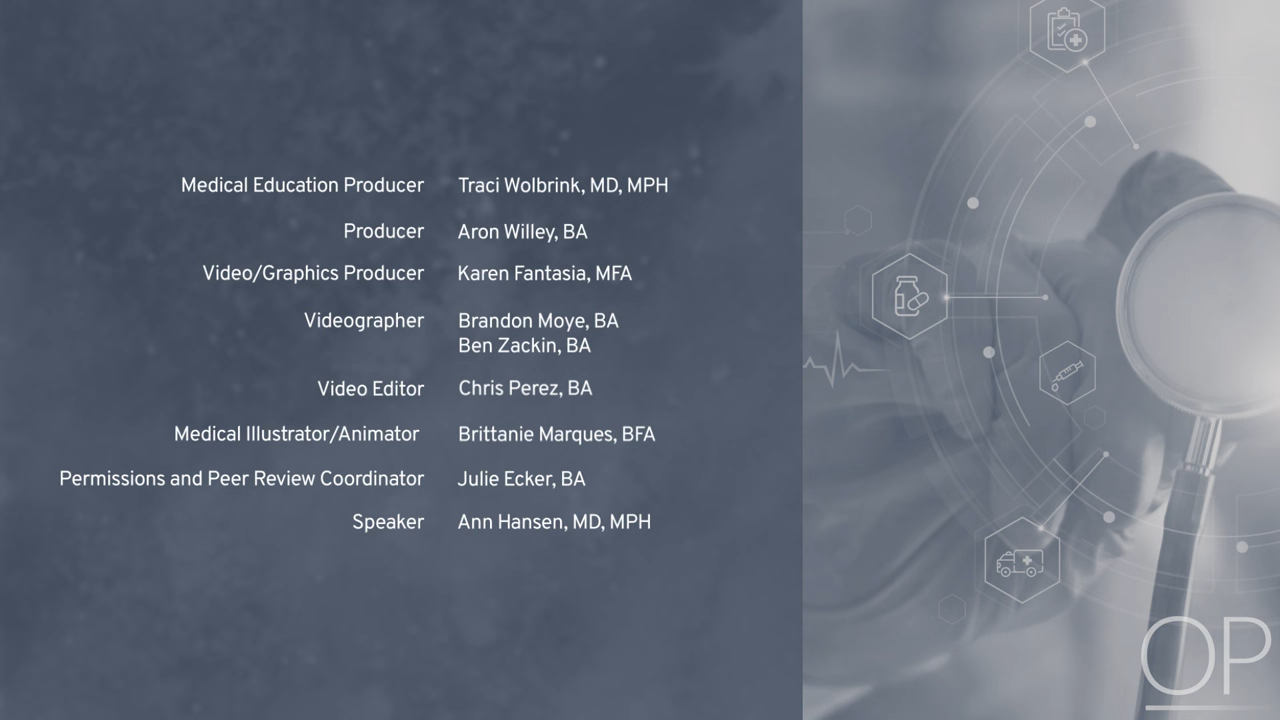 Medical Education Producer Traci Wolbrink, MD, MPH
Producer Aron Willey, BA
Video/Graphics Producer Karen Fantasia, MFA
Videographer Brandon Moye, BA
Ben Zackin, BA
Video Editor Chris Perez, BA
Medical Illustrator/Animator Brittanie Marques, BFA
Permissions and Peer Review Coordinator Julie Ecker, BA
Speaker Ann Hansen, MD, MPH
OP